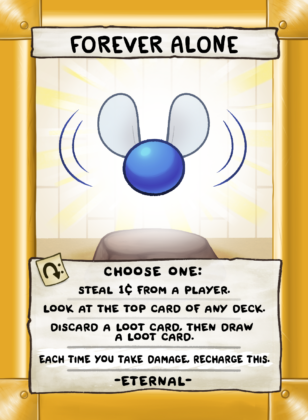 FOREVER ALONE
CHOOSE ONE:
STEAL 1¢ FROM A PLAYER.
LOOK AT THE TOP CARD OF ANY DECK.
DISCARD A LOOT CARD, THEN DRAW
A LOOT CARD.
EACH TIME YOU TAKE DAMAGE, RECHARGE THIS.
-ETERNAL-